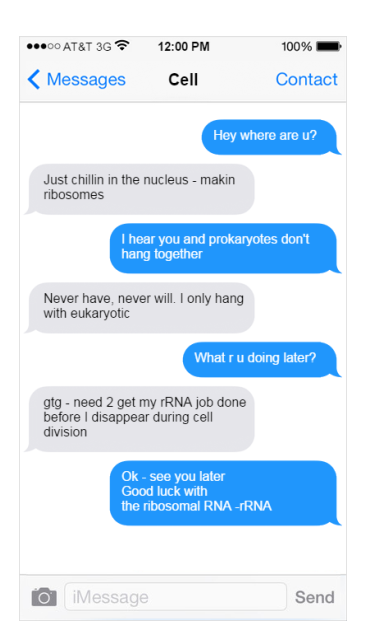 AT&T 3G 12:00 PM 100%
Messages Cell Contact
Hey where are u?
Just chillin in the nucleus - makin
ribosomes
I hear you and prokaryotes don't
hang together
Never have, never will. I only hang
with eukaryotic
What r u doing later?
gtg - need 2 get my rRNA job done
before I disappear during cell
division
Ok - see you later
Good luck with
the ribosomal RNA -rRNA
iMessage Send